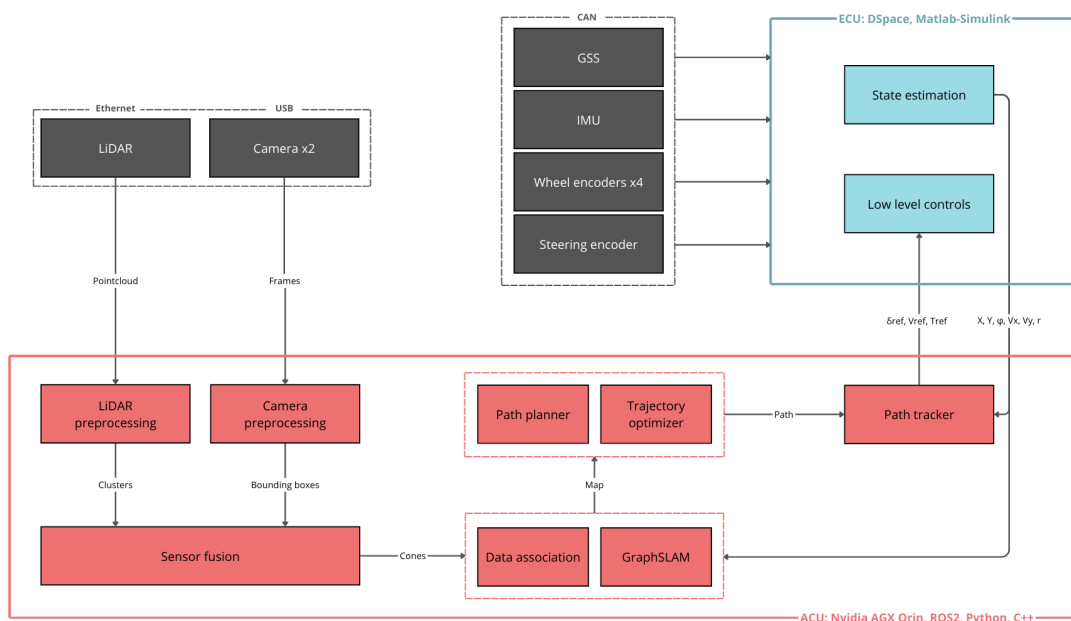 CAN
ECU: DSpace, Matlab-Simulink
GSS
State estimation
Ethernet
USB
IMU
LiDAR
Camera x2
Wheel encoders x4
Low level controls
Steering encoder
Pointcloud
Frames
δref, Vref, Tref
X, Y, φ, Vx, Vy, r
LiDAR
preprocessing
Camera
preprocessing
Path planner
Trajectory
optimizer
Path
Path tracker
Clusters
Bounding boxes
Map
Sensor fusion
Cones
Data association
GraphSLAM
ACU: Nvidia AGX Orin, ROS2, Python, C++